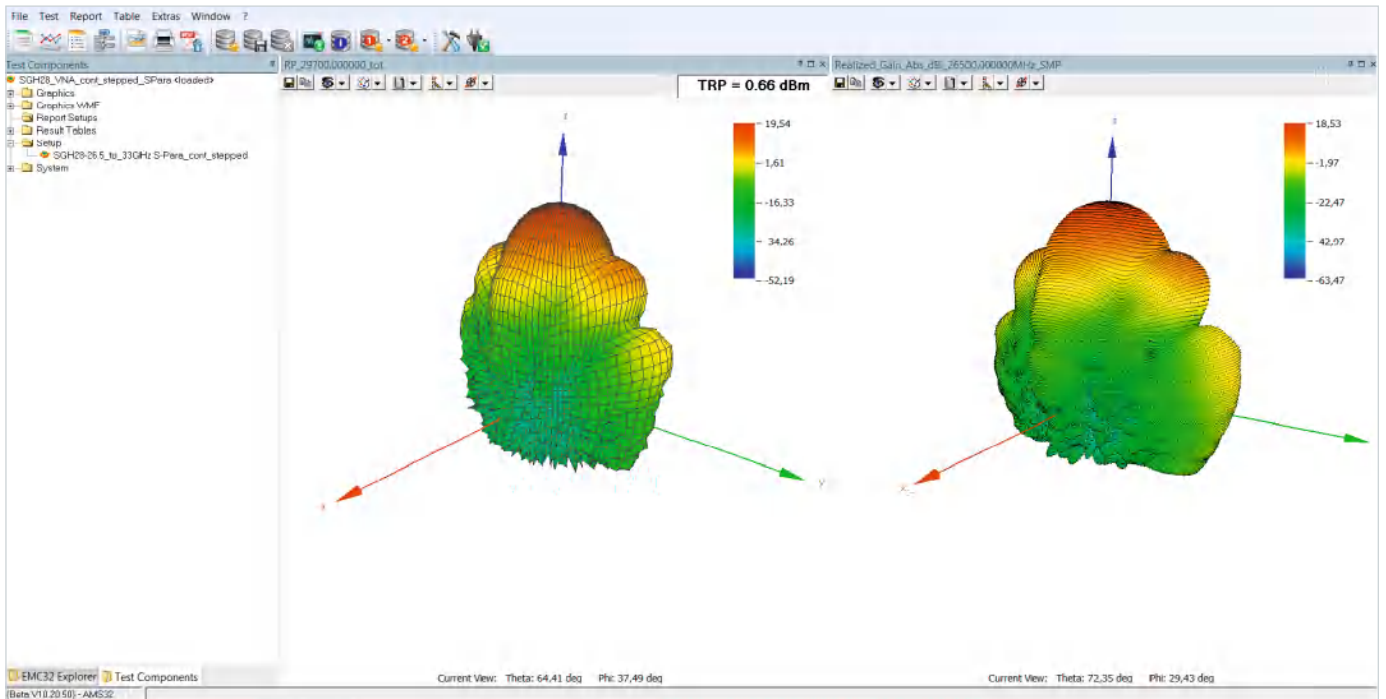 File Test Report Table Extras Window ?
Test Components
SGH28_VNA_cont_stepped_SPara <loaded>
Graphics
Graphics WMF
Report Setups
Result Tables
Setup
SGH28-26.5_to_33GHz S-Para_cont_stepped
System
EMC32 Explorer Test Components
(Beta V10.20.50) - AMS32
RP_29700.000000_tot
TRP = 0.66 dBm
19,54
-1,61
-16,33
34,26
-52,19
z
x
y
Current View: Theta: 64,41 deg Phi: 37,49 deg
Realized_Gain_Abs_dBi_26500.000000MHz_SMP
18,53
-1,97
-22,47
-42,97
-63,47
z
x
Current View: Theta: 72,35 deg Phi: 29,43 deg